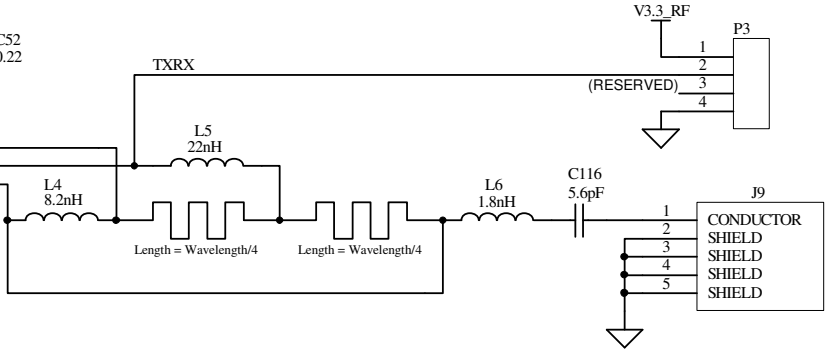 V3.3_RF
P3
C52
0.22
TXRX
(RESERVED)
1
2
3
4
L5
22nH
L4
8.2nH
L6
1.8nH
C116
5.6pF
J9
Length = Wavelength/4
Length = Wavelength/4
1 CONDUCTOR
2 SHIELD
3 SHIELD
4 SHIELD
5 SHIELD